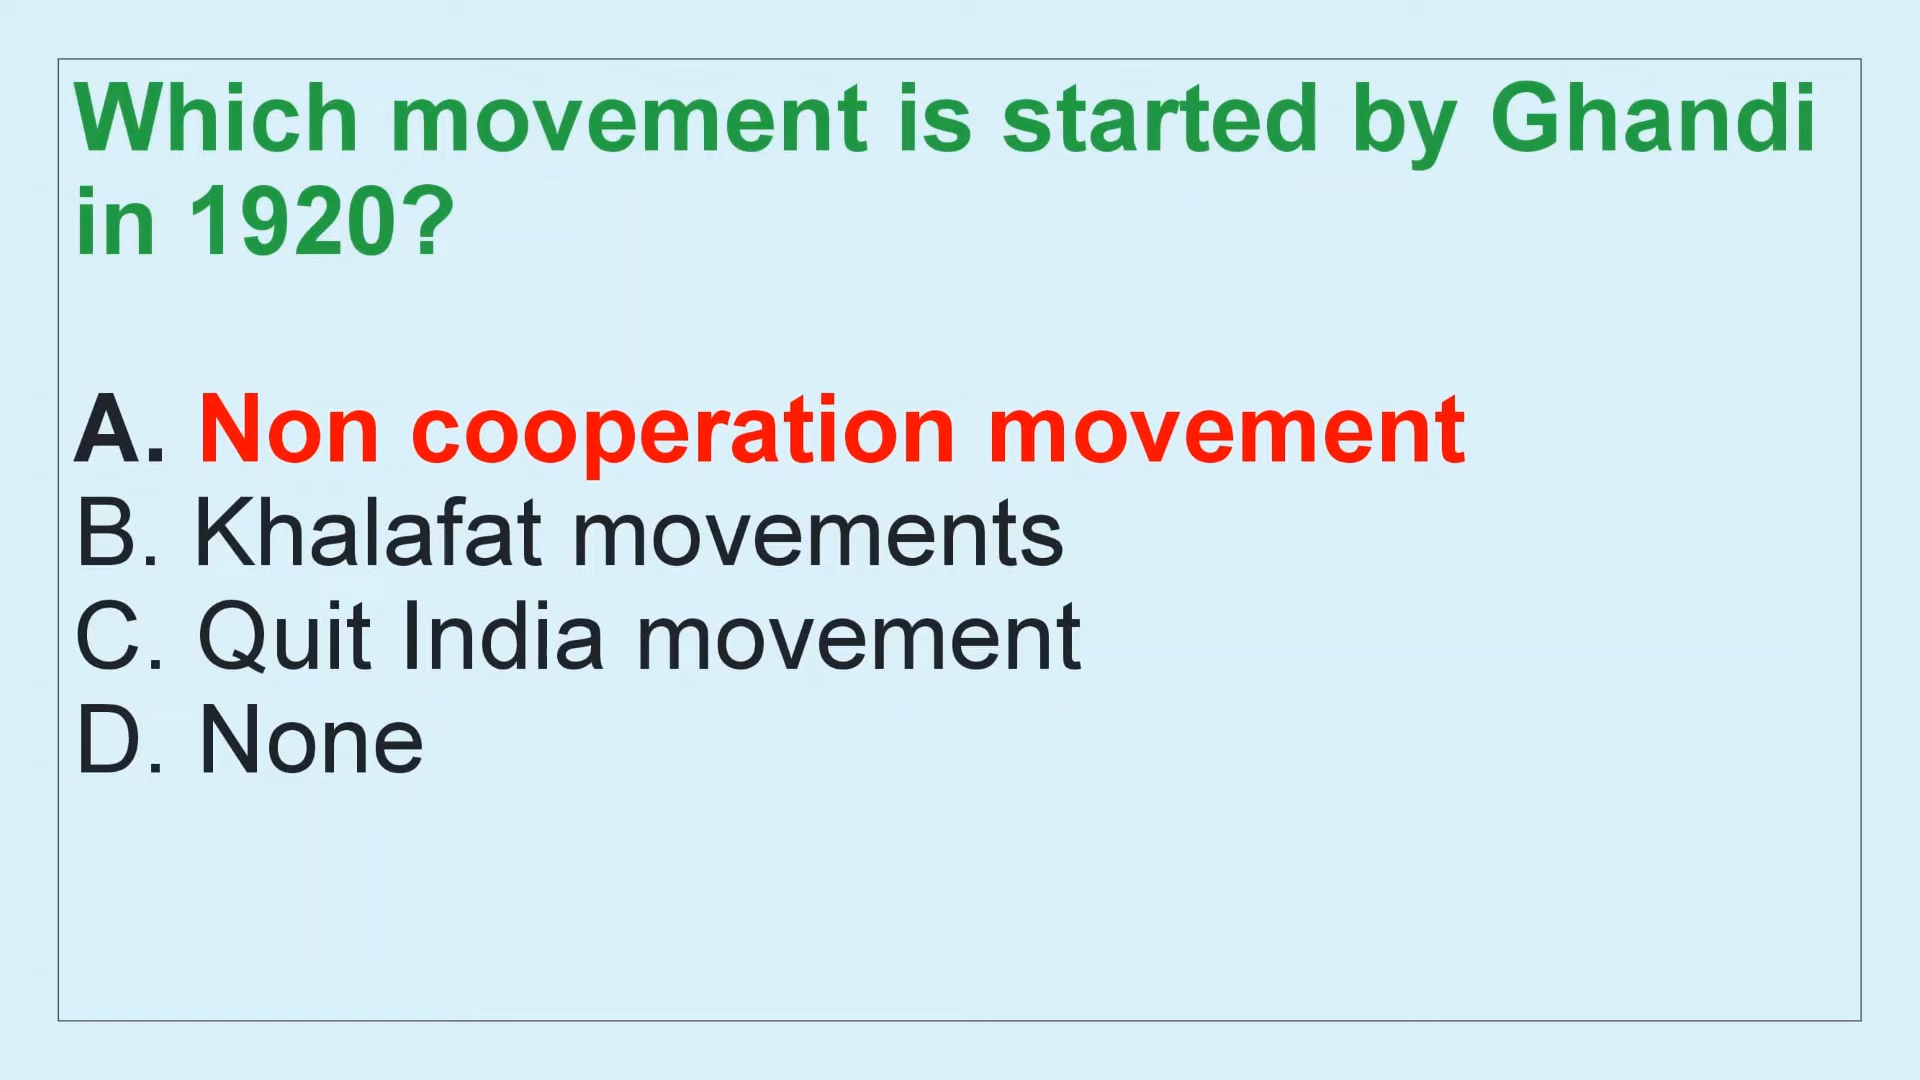 Which movement is started by Ghandi
in 1920?
A. Non cooperation movement
B. Khalafat movements
C. Quit India movement
D. None